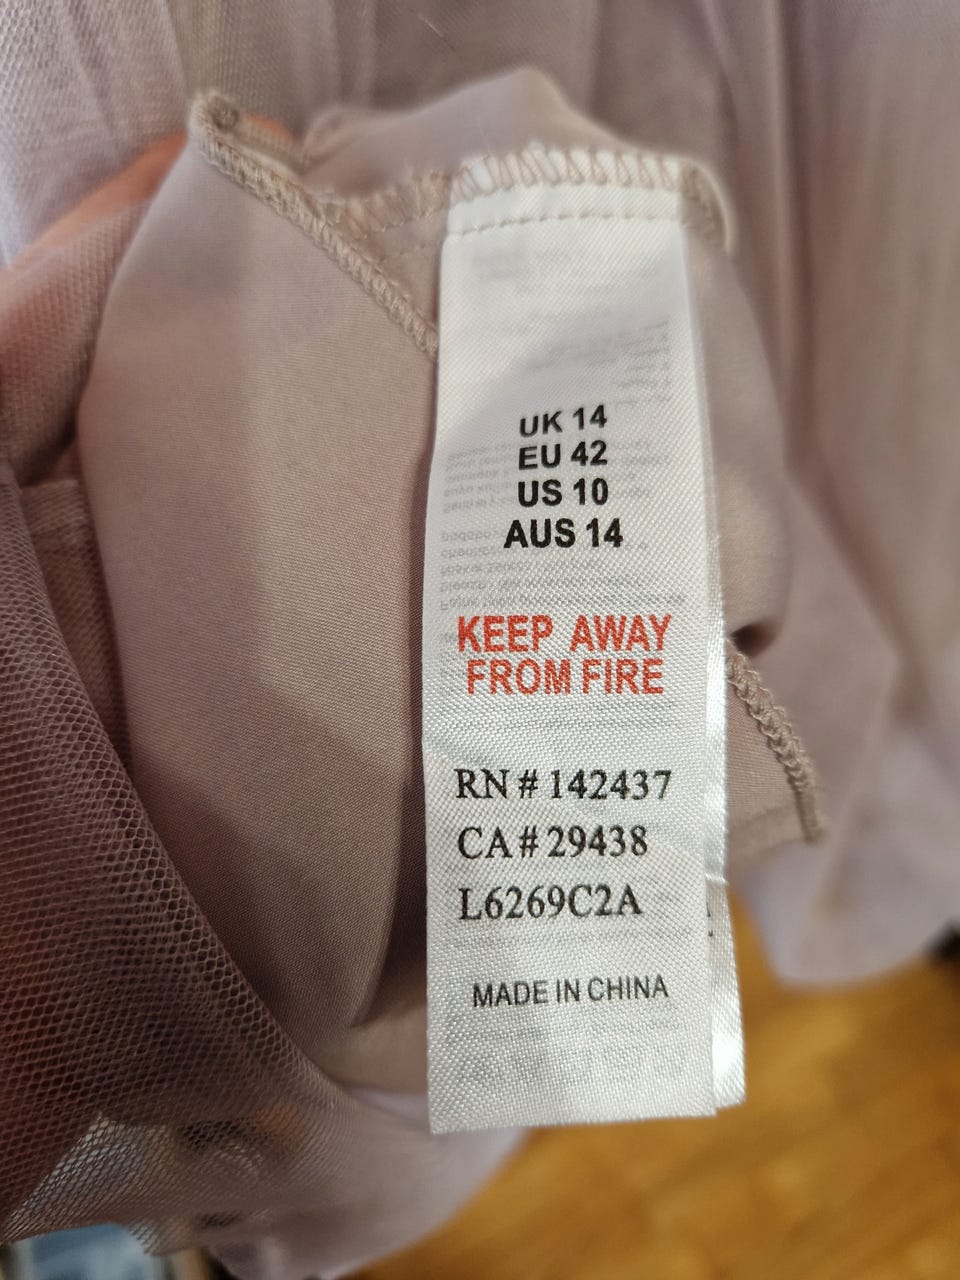 UK 14
EU 42
US 10
AUS 14
KEEP AWAY
FROM FIRE
RN # 142437
CA # 29438
L6269C2A
MADE IN CHINA